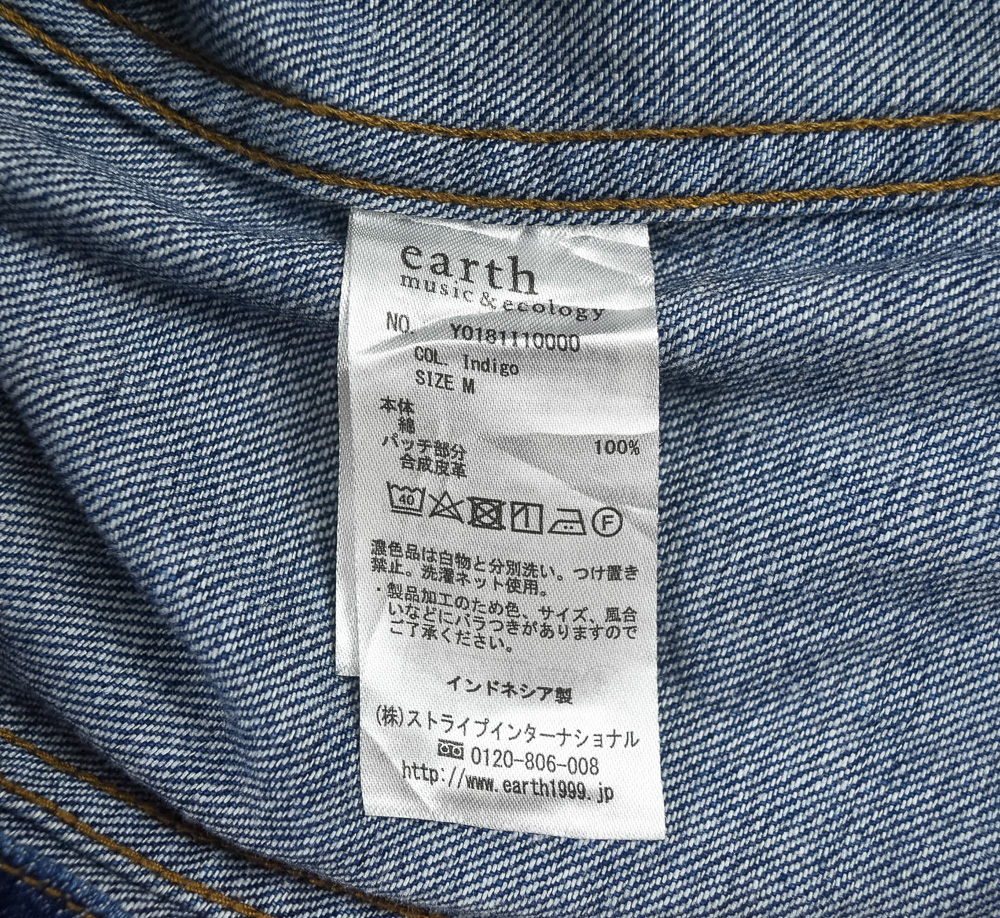 earth
music & ecology
NO. Y0181110000
COL. Indigo
SIZE M
本体
綿 100%
パッチ部分
合成皮革
40 F
濃色品は白物と分別洗い。つけ置き
禁止。洗濯ネット使用。
・製品加工のため色、サイズ、風合
いなどにバラつきがありますので
ご了承ください。
インドネシア製
(株)ストライプインターナショナル
0120-806-008
http://www.earth1999.jp